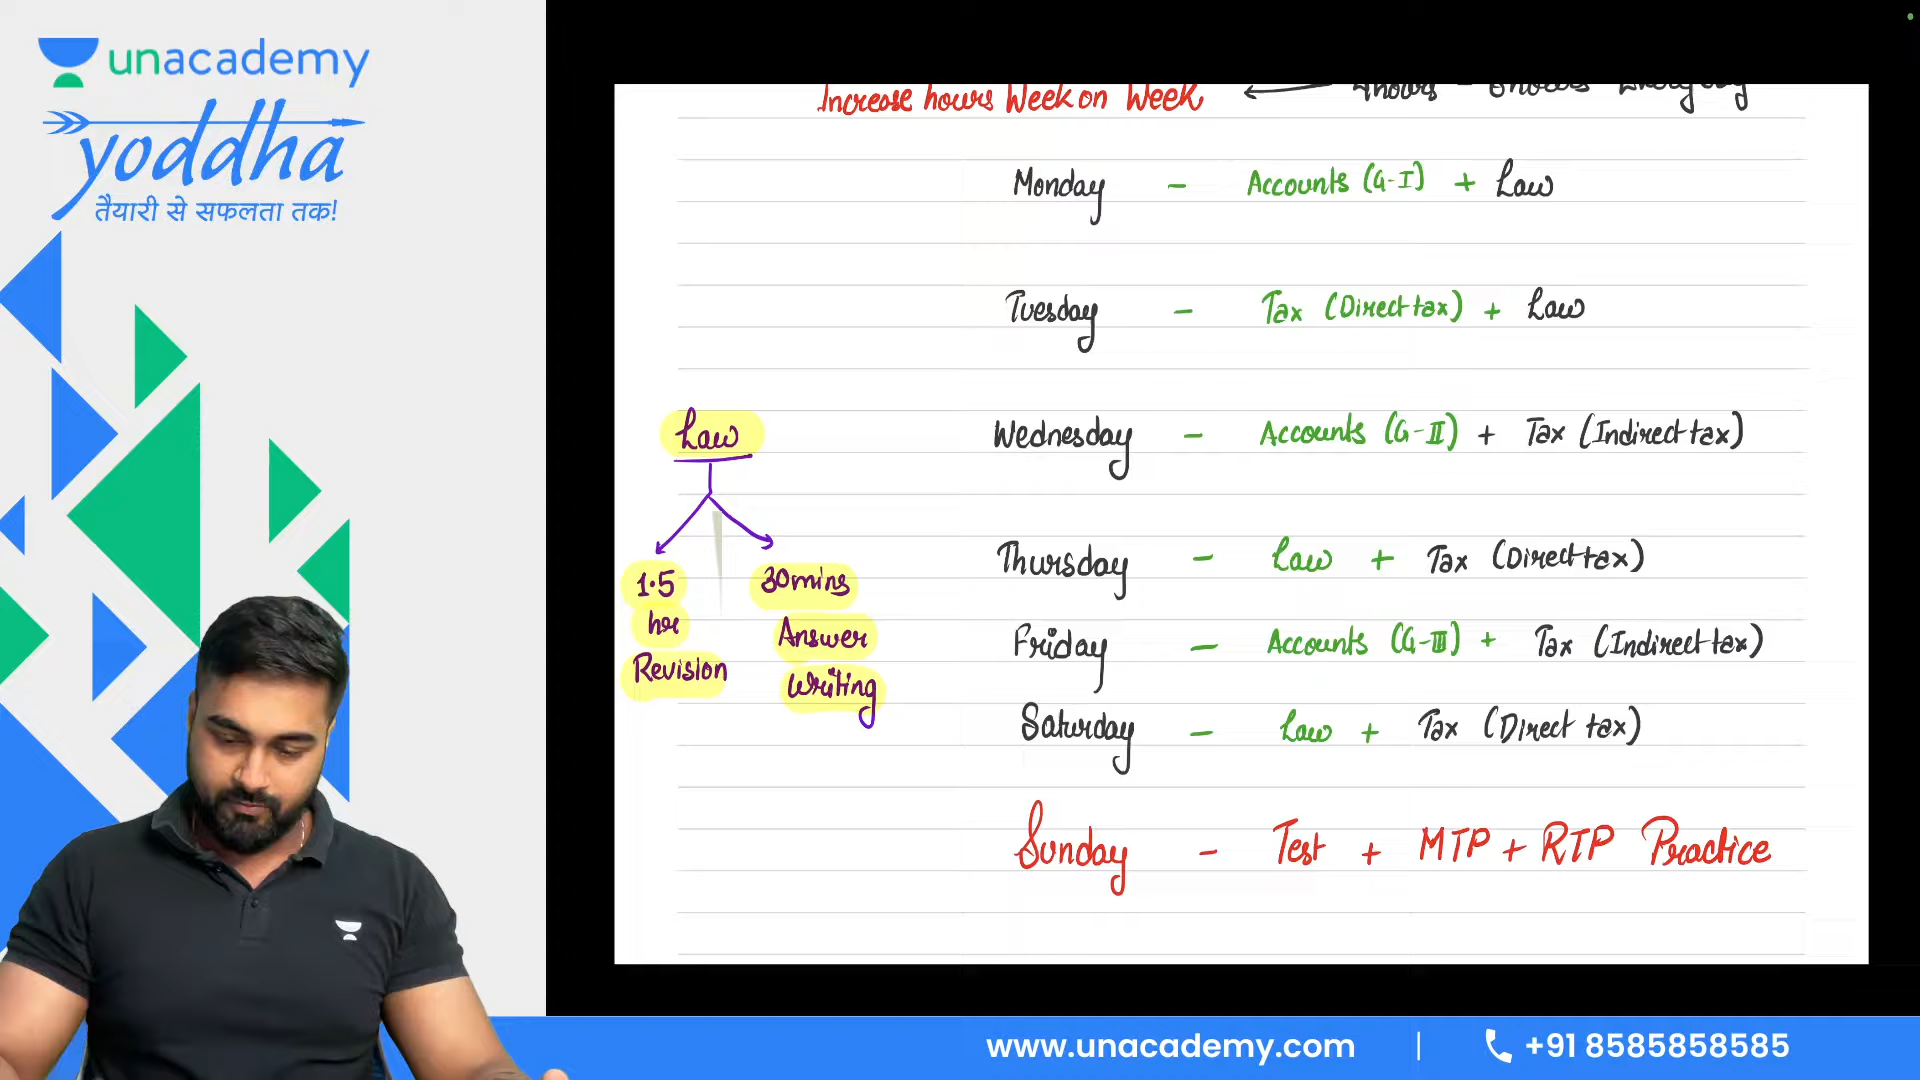 unacademy
yoddha
तैयारी से सफलता तक!
Increase hours Week on Week
Monday - Accounts (G-I) + Law
Tuesday - Tax (Direct tax) + Law
Wednesday - Accounts (G-II) + Tax (Indirect tax)
Thursday - Law + Tax (Direct tax)
Friday - Accounts (G-III) + Tax (Indirect tax)
Saturday - Law + Tax (Direct tax)
Sunday - Test + MTP + RTP Practice
Law
1.5
hr
Revision
30mins
Answer
Writing
www.unacademy.com | +91 8585858585